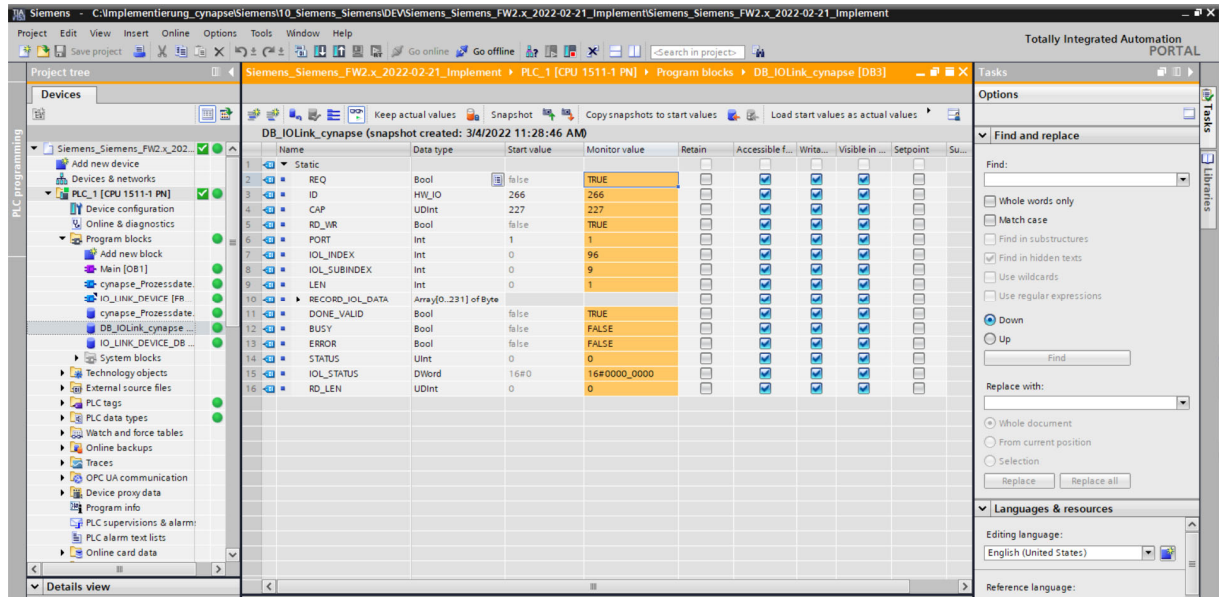 Siemens - C:\Implementierung_cynapse\Siemens\10_Siemens_Siemens\DEV\Siemens_Siemens_FW2.x_2022-02-21_Implement\Siemens_Siemens_FW2.x_2022-02-21_Implement
Project Edit View Insert Online Options Tools Window Help
Totally Integrated Automation
PORTAL
Save project Go online Go offline <Search in project>
Project tree
Siemens_Siemens_FW2.x_2022-02-21_Implement PLC_1 [CPU 1511-1 PN] Program blocks DB_IOLink_cynapse [DB3]
Tasks
Devices
Options
Keep actual values Snapshot Copy snapshots to start values Load start values as actual values
PLC programming
Tasks
Libraries
DB_IOLink_cynapse (snapshot created: 3/4/2022 11:28:46 AM)
Name Data type Start value Monitor value Retain Accessible f... Writa... Visible in ... Setpoint Su...
1 Static
2 REQ Bool false TRUE
3 ID HW_IO 266 266
4 CAP UDInt 227 227
5 RD_WR Bool false TRUE
6 PORT Int 1 1
7 IOL_INDEX Int 0 96
8 IOL_SUBINDEX Int 0 9
9 LEN Int 0 1
10 RECORD_IOL_DATA Array[0..231] of Byte
11 DONE_VALID Bool false TRUE
12 BUSY Bool false FALSE
13 ERROR Bool false FALSE
14 STATUS UInt 0 0
15 IOL_STATUS DWord 16#0 16#0000_0000
16 RD_LEN UDInt 0 0
Siemens_Siemens_FW2.x_202...
Add new device
Devices & networks
PLC_1 [CPU 1511-1 PN]
Device configuration
Online & diagnostics
Program blocks
Add new block
Main [OB1]
cynapse_Prozessdate.
IO_LINK_DEVICE [FB...
cynapse_Prozessdate.
DB_IOLink_cynapse ...
IO_LINK_DEVICE_DB ...
System blocks
Technology objects
External source files
PLC tags
PLC data types
Watch and force tables
Online backups
Traces
OPC UA communication
Device proxy data
Program info
PLC supervisions & alarms
PLC alarm text lists
Online card data
Details view
Find and replace
Find:
Whole words only
Match case
Find in substructures
Find in hidden texts
Use wildcards
Use regular expressions
Down
Up
Find
Replace with:
Whole document
From current position
Selection
Replace Replace all
Languages & resources
Editing language:
English (United States)
Reference language: